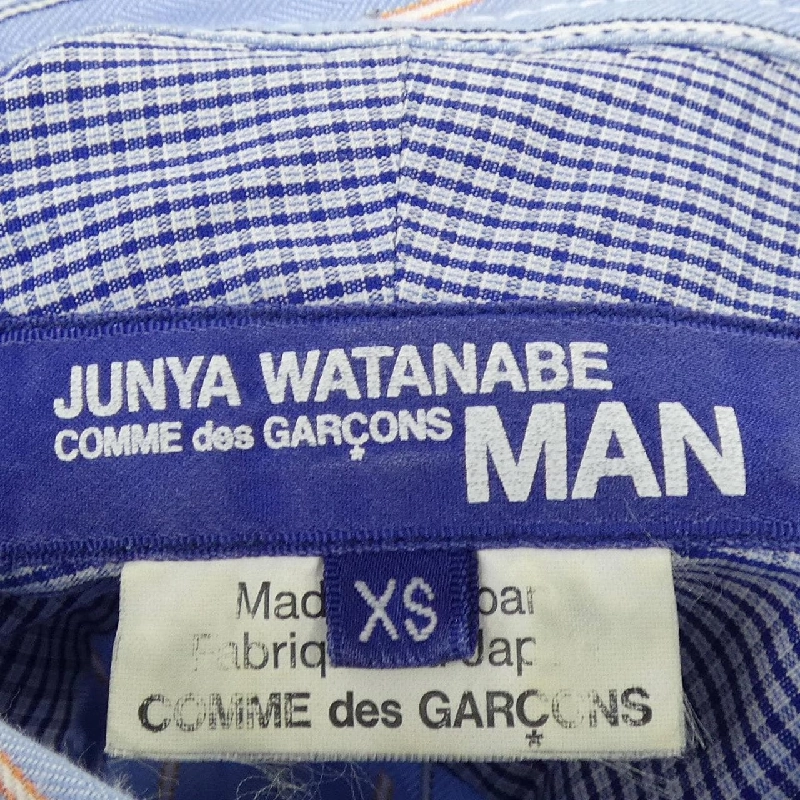 JUNYA WATANABE
COMME des GARÇONS
MAN
XS
COMME des GARÇONS